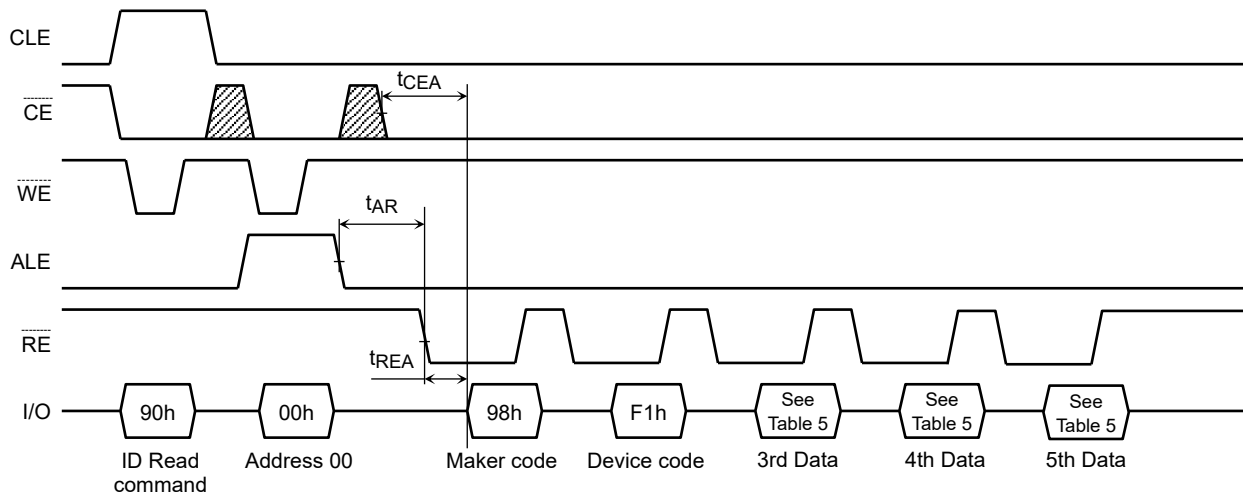 CLE
CE
tCEA
WE
tAR
ALE
RE
tREA
I/O
90h
00h
98h
F1h
See
Table 5
See
Table 5
See
Table 5
ID Read
command
Address 00
Maker code
Device code
3rd Data
4th Data
5th Data